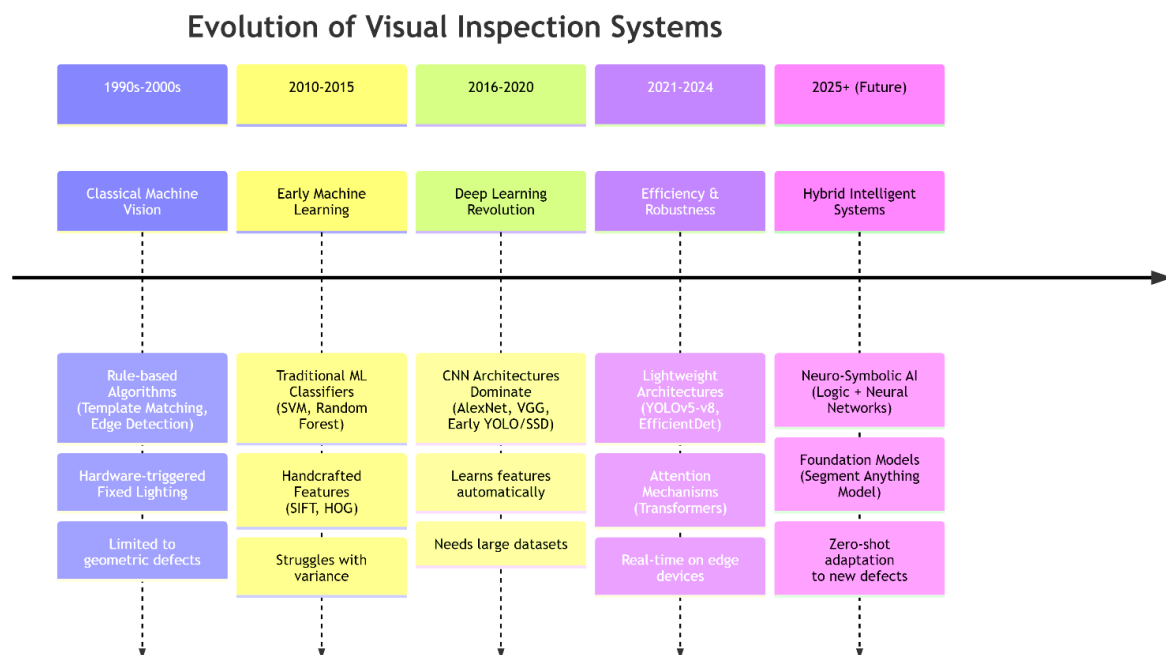 Evolution of Visual Inspection Systems
1990s-2000s
2010-2015
2016-2020
2021-2024
2025+ (Future)
Classical Machine
Vision
Early Machine
Learning
Deep Learning
Revolution
Efficiency &
Robustness
Hybrid Intelligent
Systems
Rule-based
Algorithms
(Template Matching,
Edge Detection)
Hardware-triggered
Fixed Lighting
Limited to
geometric defects
Traditional ML
Classifiers
(SVM, Random
Forest)
Handcrafted
Features
(SIFT, HOG)
Struggles with
variance
CNN Architectures
Dominate
(AlexNet, VGG,
Early YOLO/SSD)
Learns features
automatically
Needs large datasets
Lightweight
Architectures
(YOLOv5-v8,
EfficientDet)
Attention
Mechanisms
(Transformers)
Real-time on edge
devices
Neuro-Symbolic AI
(Logic + Neural
Networks)
Foundation Models
(Segment Anything
Model)
Zero-shot
adaptation
to new defects